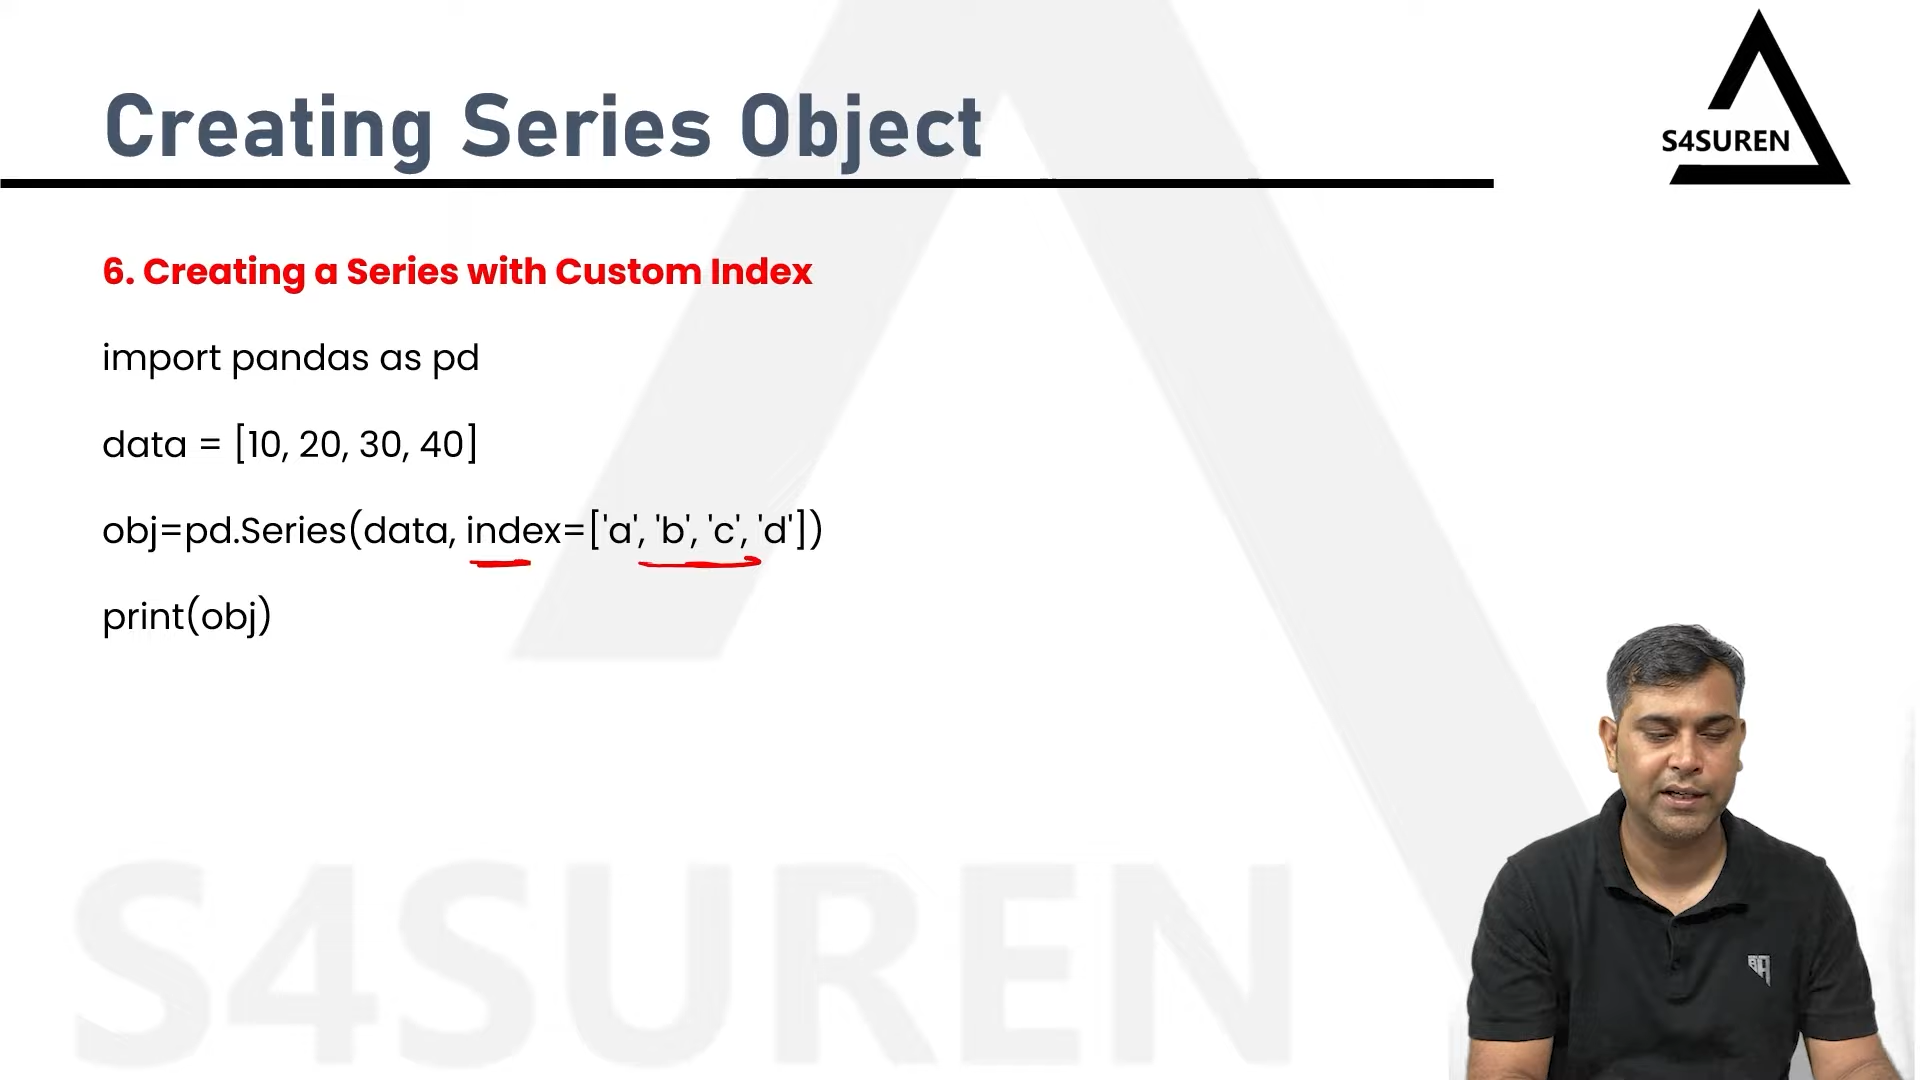 Creating Series Object
S4SUREN
6. Creating a Series with Custom Index
import pandas as pd
data = [10, 20, 30, 40]
obj=pd.Series(data, index=['a', 'b', 'c', 'd'])
print(obj)
S4SUREN